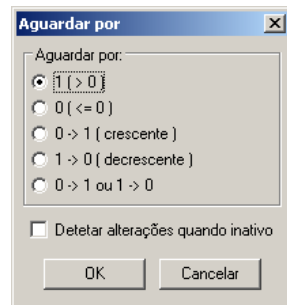 Aguardar por
Aguardar por:
1 ( > 0 )
0 ( <= 0 )
0 -> 1 ( crescente )
1 -> 0 ( decrescente )
0 -> 1 ou 1 -> 0
Detetar alterações quando inativo
OK
Cancelar